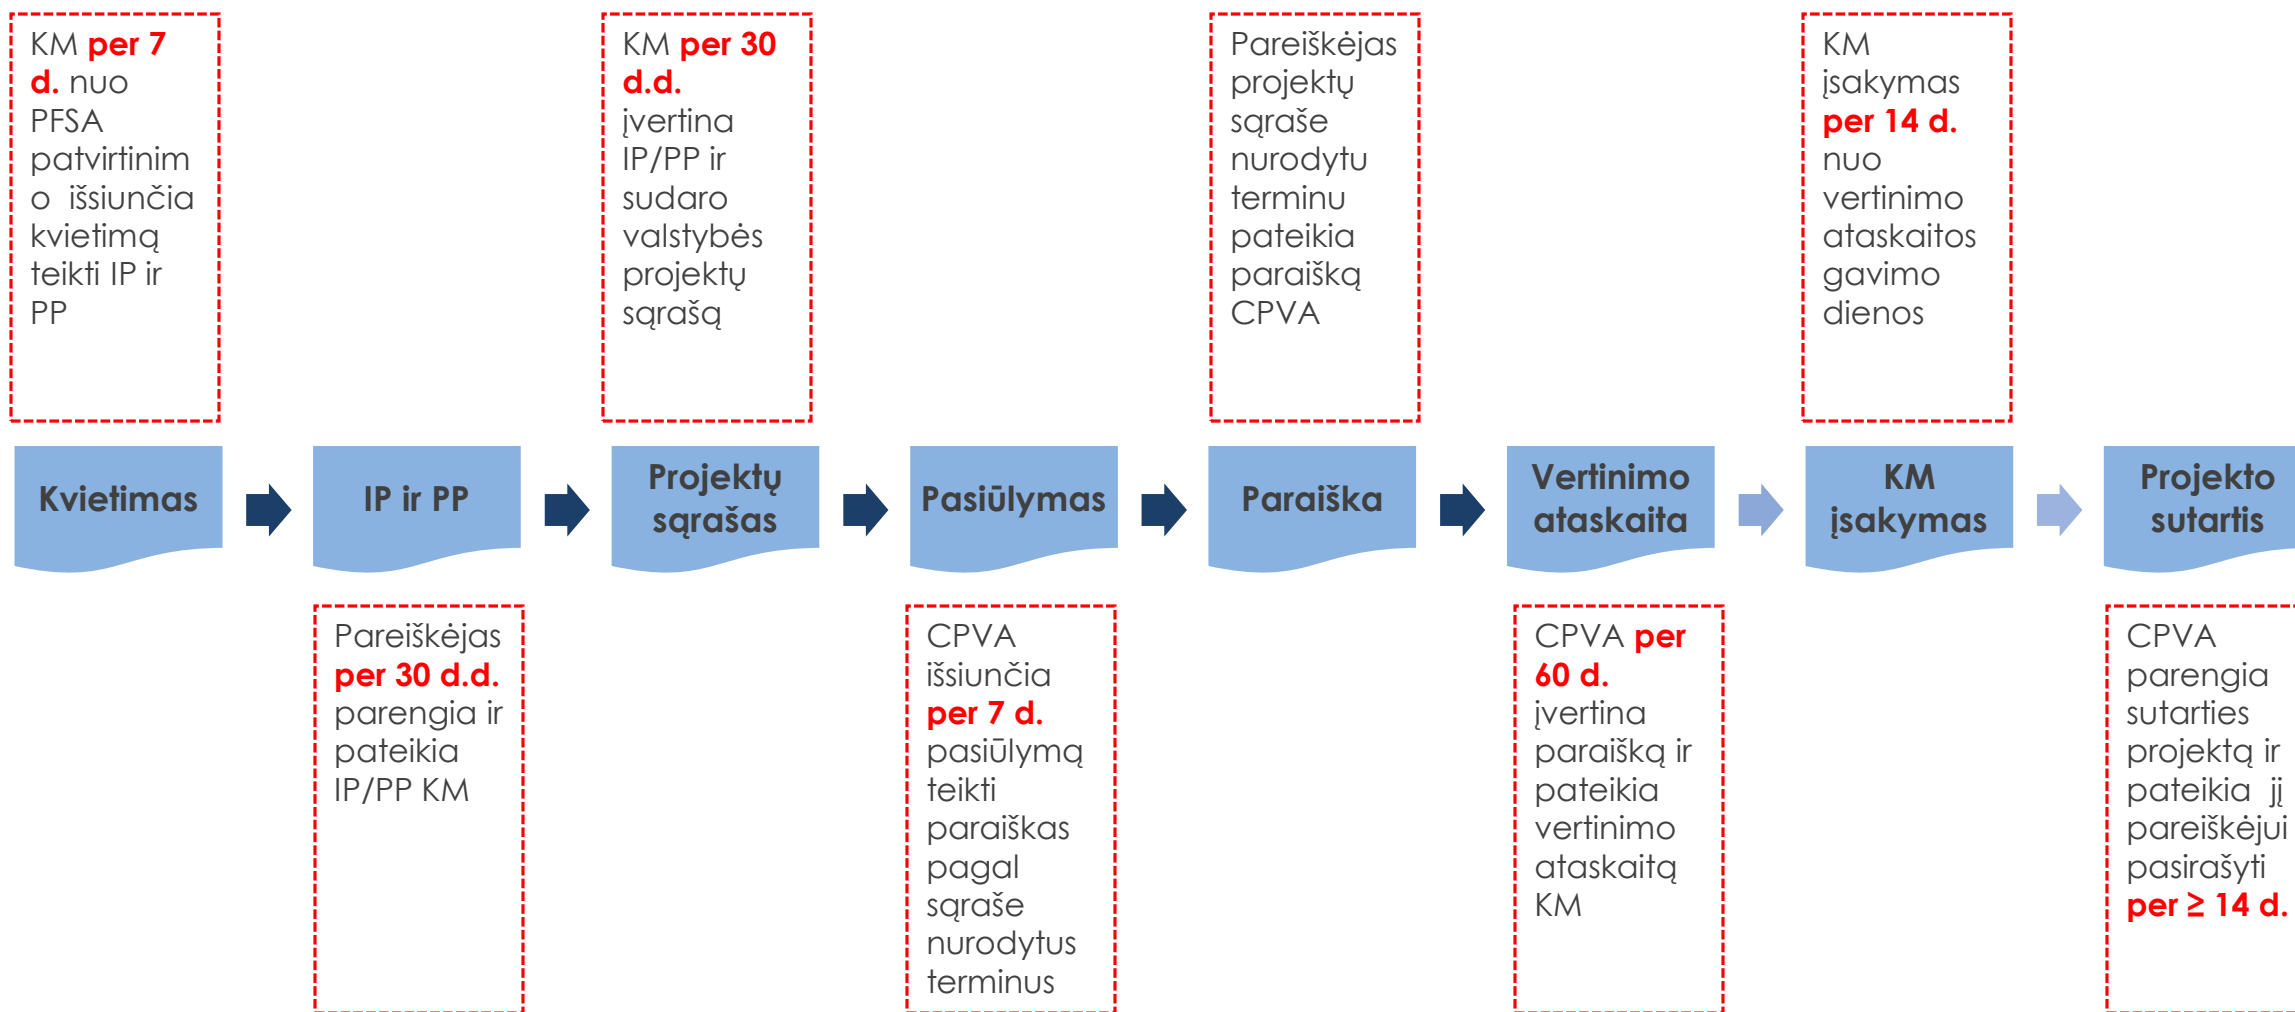 KM per 7
d. nuo
PFSA
patvirtinim
o išsiunčia
kvietimą
teikti IP ir
PP
KM per 30
d.d.
įvertina
IP/PP ir
sudaro
valstybės
projektų
sąrašą
Pareiškėjas
projektų
sąraše
nurodytu
terminu
pateikia
paraišką
CPVA
KM
įsakymas
per 14 d.
nuo
vertinimo
ataskaitos
gavimo
dienos
Kvietimas
IP ir PP
Projektų
sąrašas
Pasiūlymas
Paraiška
Vertinimo
ataskaita
KM
įsakymas
Projekto
sutartis
Pareiškėjas
per 30 d.d.
parengia ir
pateikia
IP/PP KM
CPVA
išsiunčia
per 7 d.
pasiūlymą
teikti
paraiškas
pagal
sąraše
nurodytus
terminus
CPVA per
60 d.
įvertina
paraišką ir
pateikia
vertinimo
ataskaitą
KM
CPVA
parengia
sutarties
projektą ir
pateikia jį
pareiškėjui
pasirašyti
per ≥ 14 d.